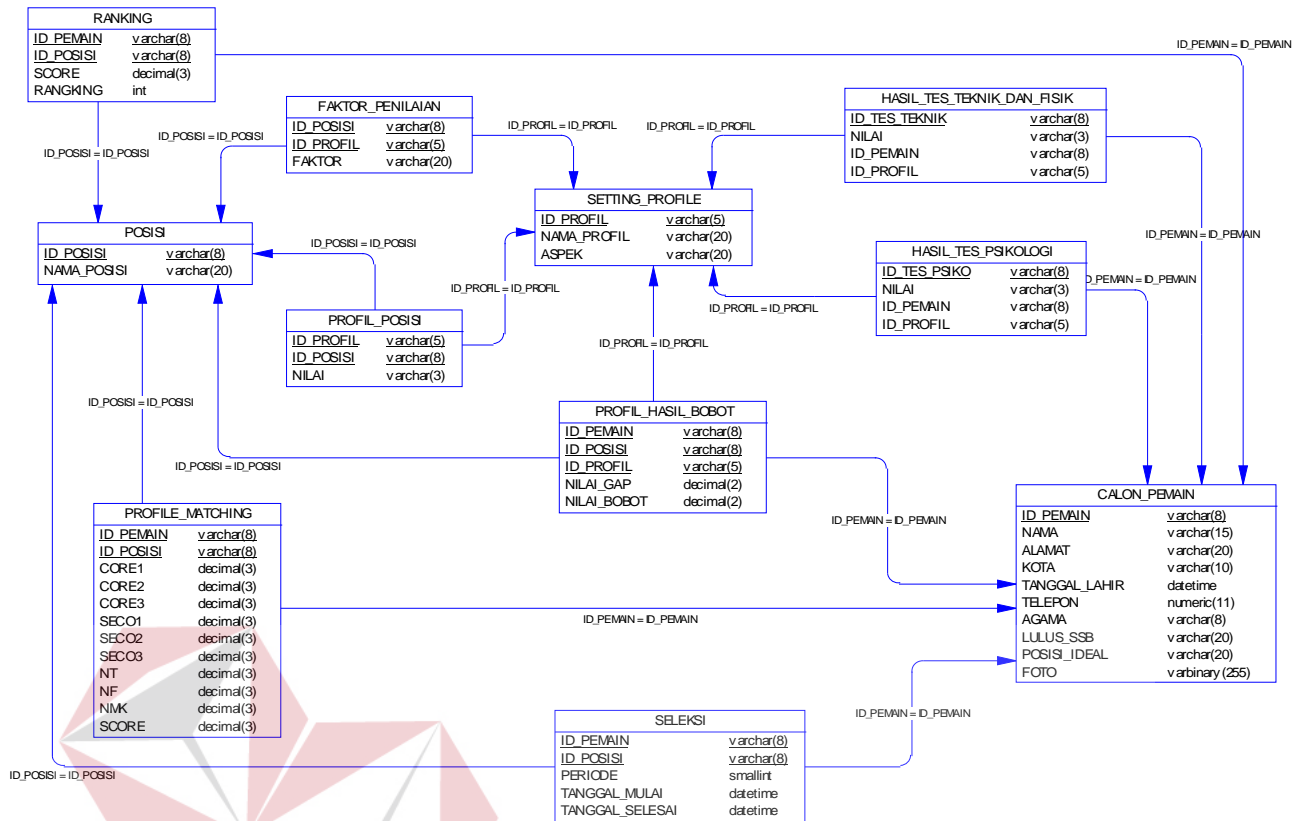 RANKING
ID_PEMAIN varchar(8)
ID_POSISI varchar(8)
SCORE decimal(3)
RANGKING int
ID_PEMAIN = ID_PEMAIN
ID_POSISI = ID_POSISI
FAKTOR_PENILAIAN
ID_POSISI varchar(8)
ID_PROFIL varchar(5)
FAKTOR varchar(20)
ID_POSISI = ID_POSISI
ID_PROFIL = ID_PROFIL
ID_PROFIL = ID_PROFIL
HASIL_TES_TEKNIK_DAN_FISIK
ID_TES_TEKNIK varchar(8)
NILAI varchar(3)
ID_PEMAIN varchar(8)
ID_PROFIL varchar(5)
POSISI
ID_POSISI varchar(8)
NAMA_POSISI varchar(20)
ID_POSISI = ID_POSISI
SETTING_PROFILE
ID_PROFIL varchar(5)
NAMA_PROFIL varchar(20)
ASPEK varchar(20)
ID_PEMAIN = ID_PEMAIN
HASIL_TES_PSIKOLOGI
ID_TES_PSIKO varchar(8)
NILAI varchar(3)
ID_PEMAIN varchar(8)
ID_PROFIL varchar(5)
ID_PEMAIN = ID_PEMAIN
ID_PROFIL = ID_PROFIL
ID_PROFIL = ID_PROFIL
PROFIL_POSISI
ID_PROFIL varchar(5)
ID_POSISI varchar(8)
NILAI varchar(3)
ID_PROFIL = ID_PROFIL
ID_POSISI = ID_POSISI
PROFIL_HASIL_BOBOT
ID_PEMAIN varchar(8)
ID_POSISI varchar(8)
ID_PROFIL varchar(5)
NILAI_GAP decimal(2)
NILAI_BOBOT decimal(2)
ID_POSISI = ID_POSISI
ID_PEMAIN = ID_PEMAIN
PROFILE_MATCHING
ID_PEMAIN varchar(8)
ID_POSISI varchar(8)
CORE1 decimal(3)
CORE2 decimal(3)
CORE3 decimal(3)
SECO1 decimal(3)
SECO2 decimal(3)
SECO3 decimal(3)
NT decimal(3)
NF decimal(3)
NMK decimal(3)
SCORE decimal(3)
ID_PEMAIN = ID_PEMAIN
CALON_PEMAIN
ID_PEMAIN varchar(8)
NAMA varchar(15)
ALAMAT varchar(20)
KOTA varchar(10)
TANGGAL_LAHIR datetime
TELEPON numeric(11)
AGAMA varchar(8)
LULUS_SSB varchar(20)
POSISI_IDEAL varchar(20)
FOTO varbinary(255)
SELEKSI
ID_PEMAIN varchar(8)
ID_POSISI varchar(8)
PERIODE smallint
TANGGAL_MULAI datetime
TANGGAL_SELESAI datetime
ID_PEMAIN = ID_PEMAIN
ID_POSISI = ID_POSISI